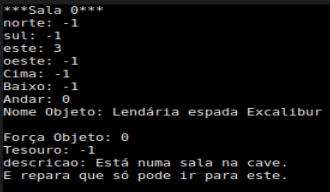 ***Sala 0***
norte: -1
sul: -1
este: 3
oeste: -1
Cima: -1
Baixo: -1
Andar: 0
Nome Objeto: Lendária espada Excalibur
Força Objeto: 0
Tesouro: -1
descricao: Está numa sala na cave.
E repara que só pode ir para este.